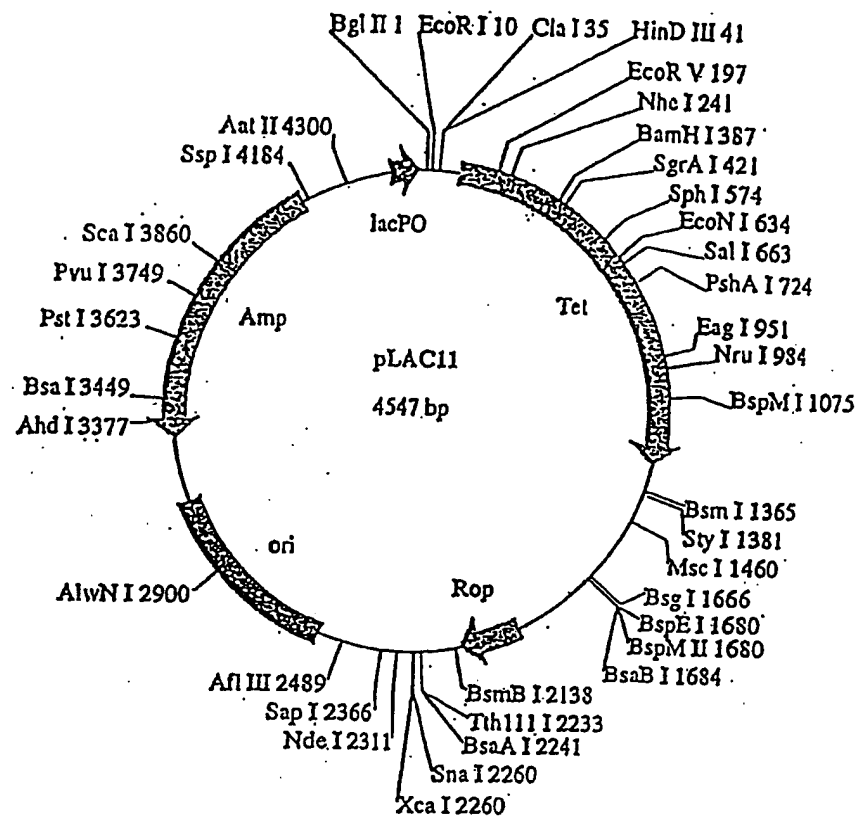 Bgl II 1
EcoR I 10
Cla I 35
HinD III 41
EcoR V 197
Nhe I 241
BamH I 387
SgrA I 421
Sph I 574
EcoN I 634
Sal I 663
PshA I 724
Eag I 951
Nru I 984
BspM I 1075
Bsm I 1365
Sty I 1381
Msc I 1460
Bsg I 1666
BspE I 1680
BspM II 1680
BsaB I 1684
BsmB I 2138
Tth111 I 2233
BsaA I 2241
Sna I 2260
Xca I 2260
Nde I 2311
Sap I 2366
Afl III 2489
AlwN I 2900
Ahd I 3377
Bsa I 3449
Pst I 3623
Pvu I 3749
Sca I 3860
Ssp I 4184
Aat II 4300
lacPO
Tet
Amp
pLAC11
4547 bp
ori
Rop